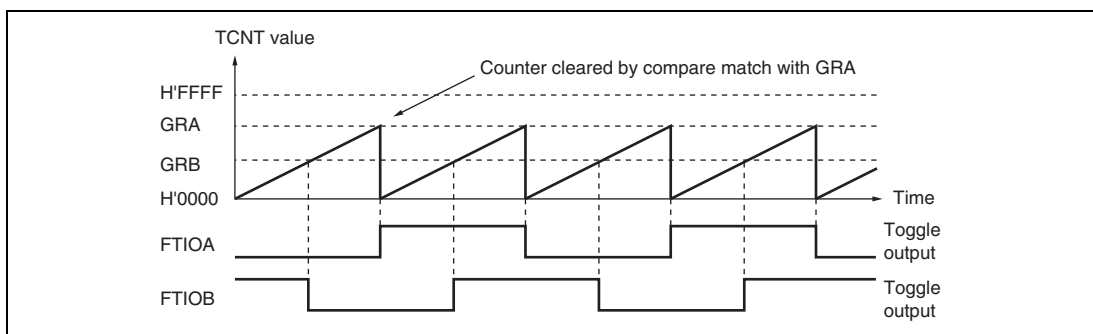 TCNT value
Counter cleared by compare match with GRA
H'FFFF
GRA
GRB
H'0000
Time
FTIOA
Toggle
output
FTIOB
Toggle
output